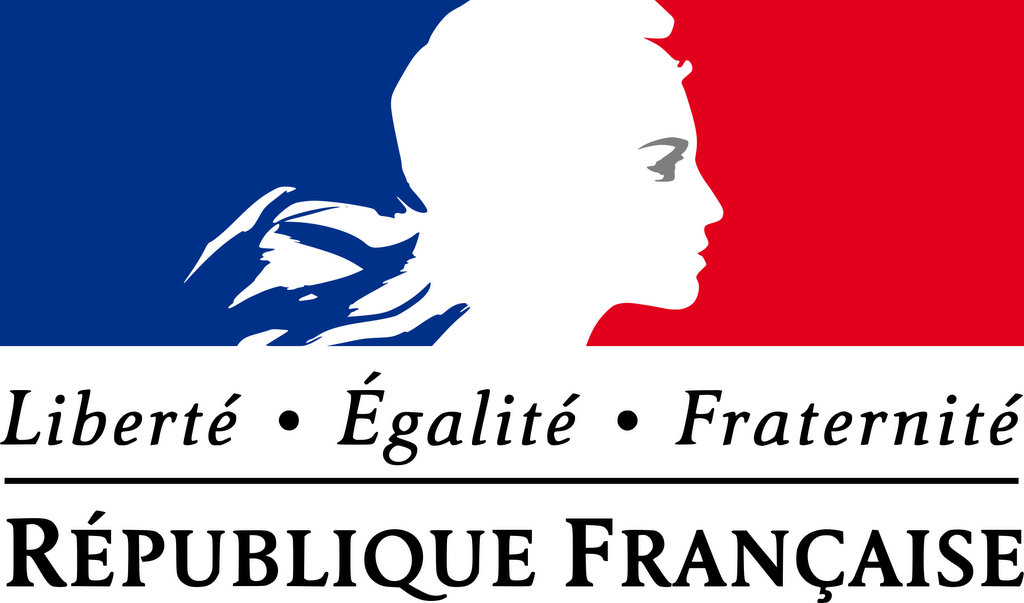 Liberté • Égalité • Fraternité
RÉPUBLIQUE FRANÇAISE